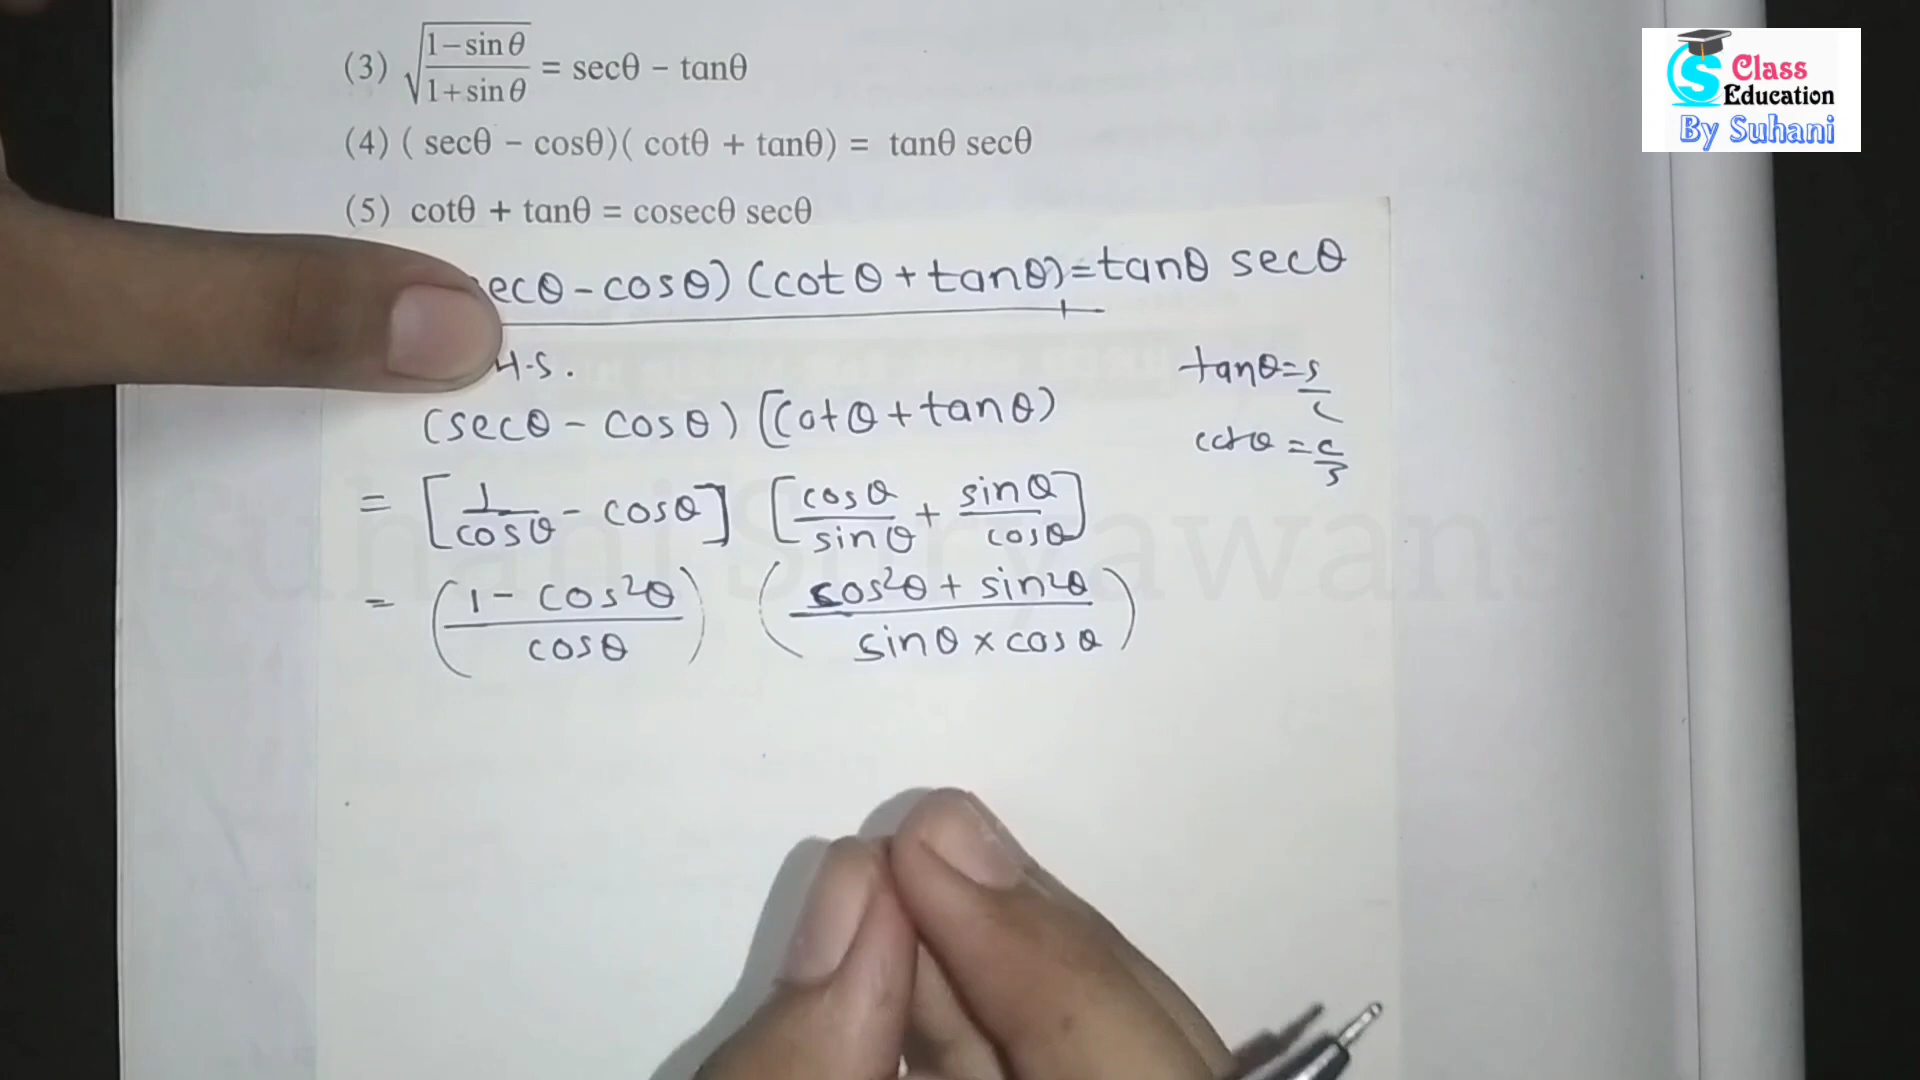 (3) √(1−sinθ / 1+sinθ) = secθ − tanθ
(4) ( secθ − cosθ)( cotθ + tanθ) = tanθ secθ
(5) cotθ + tanθ = cosecθ secθ
ecθ - cosθ) (cotθ + tanθ) = tanθ secθ
H.S.
(secθ - cosθ) [(cotθ + tanθ)
= [1/cosθ - cosθ] [cosθ/sinθ + sinθ/cosθ]
= (1 - cos²θ / cosθ) (cos²θ + sin²θ / sinθ × cosθ)
tanθ = s/c
cotθ = c/s
S Class
Education
By Suhani
Suhani Suryawans